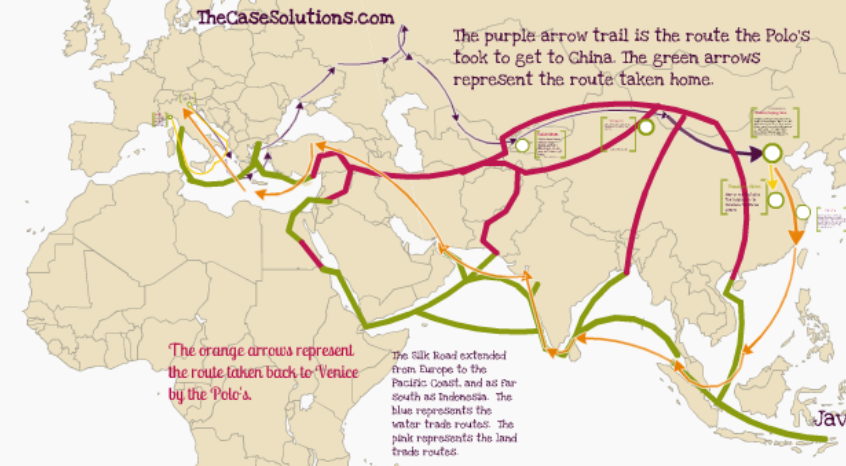 TheCaseSolutions.com
The purple arrow trail is the route the Polo's
took to get to China. The green arrows
represent the route taken home.
The orange arrows represent
the route taken back to Venice
by the Polo's.
The Silk Road extended
from Europe to the
Pacific Coast, and as far
south as Indonesia. The
blue represents the
water trade routes. The
pink represents the land
trade routes.
Jav